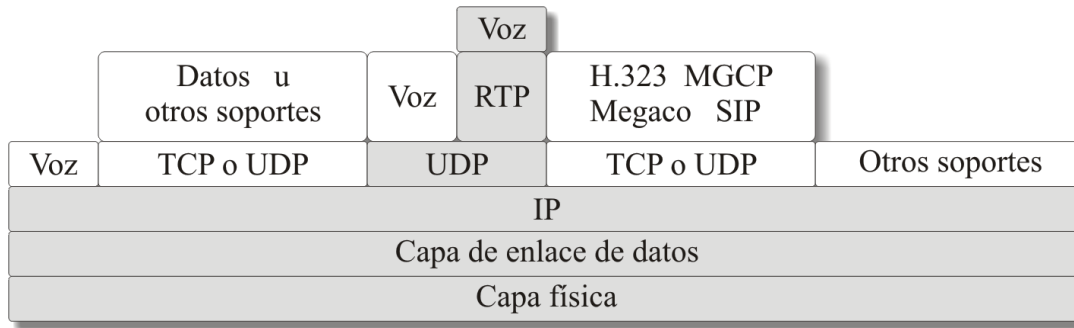 Voz
Datos u
otros soportes
Voz
RTP
H.323 MGCP
Megaco SIP
Voz
TCP o UDP
UDP
TCP o UDP
Otros soportes
IP
Capa de enlace de datos
Capa física